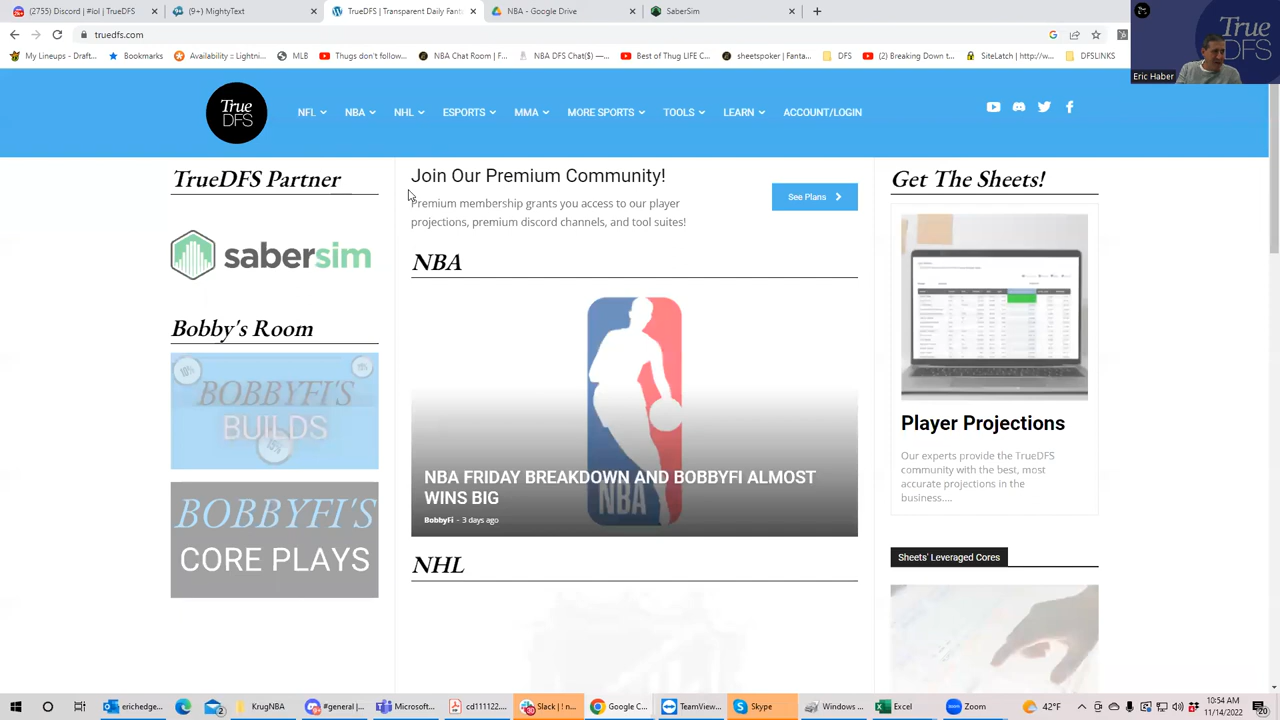 (2755) Discord | #lol | TrueDFS
(9+) MightyText
TrueDFS | Transparent Daily Fant
NBA - Google Drive
SaberSim
truedfs.com
My Lineups - Draft...
Bookmarks
Availability :: Lightni...
MLB
Thugs don't follow...
NBA Chat Room | F...
NBA DFS Chat($) —...
Best of Thug LIFE C...
sheetspoker | Fanta...
DFS
(2) Breaking Down t...
SiteLatch | http://w...
DFSLINKS
True
DFS
Eric Haber
True
DFS
NFL
NBA
NHL
ESPORTS
MMA
MORE SPORTS
TOOLS
LEARN
ACCOUNT/LOGIN
TrueDFS Partner
sabersim
Bobby's Room
BOBBYFI'S
BUILDS
BOBBYFI'S
CORE PLAYS
Join Our Premium Community!
Premium membership grants you access to our player
projections, premium discord channels, and tool suites!
See Plans
NBA
NBA
NBA FRIDAY BREAKDOWN AND BOBBYFI ALMOST
WINS BIG
BobbyFi - 3 days ago
NHL
Get The Sheets!
Player Projections
Our experts provide the TrueDFS
community with the best, most
accurate projections in the
business....
Sheets' Leveraged Cores
erichedge...
KrugNBA
#general |...
Microsoft...
cd111122...
Slack | ! n...
Google C...
TeamView...
Skype
Windows ...
Excel
Zoom
42°F
10:54 AM
11/14/2022
20